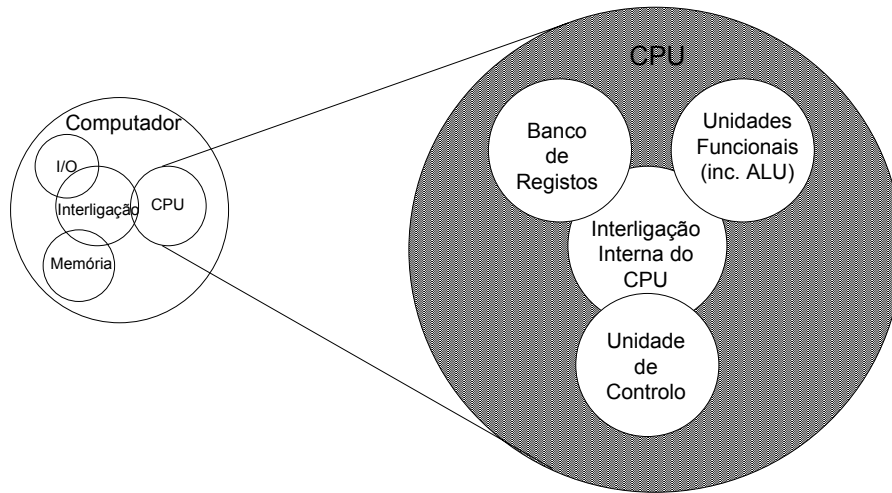 Computador
I/O
Interligação
CPU
Memória
CPU
Banco
de
Registos
Unidades
Funcionais
(inc. ALU)
Interligação
Interna do
CPU
Unidade
de
Controlo